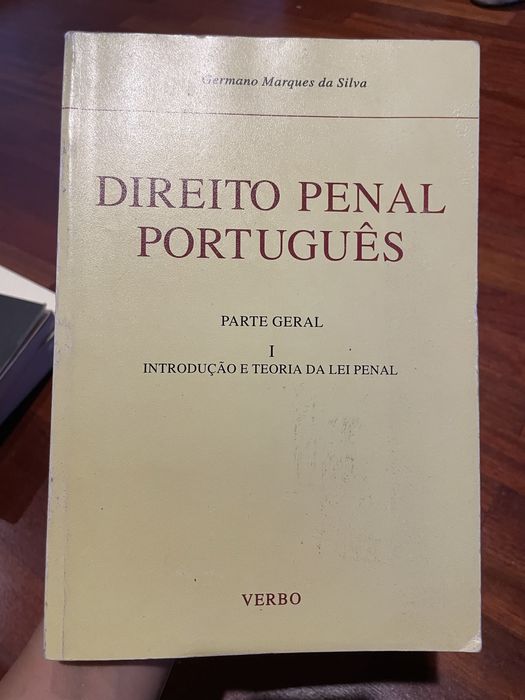 Germano Marques da Silva
DIREITO PENAL
PORTUGUÊS
PARTE GERAL
I
INTRODUÇÃO E TEORIA DA LEI PENAL
VERBO